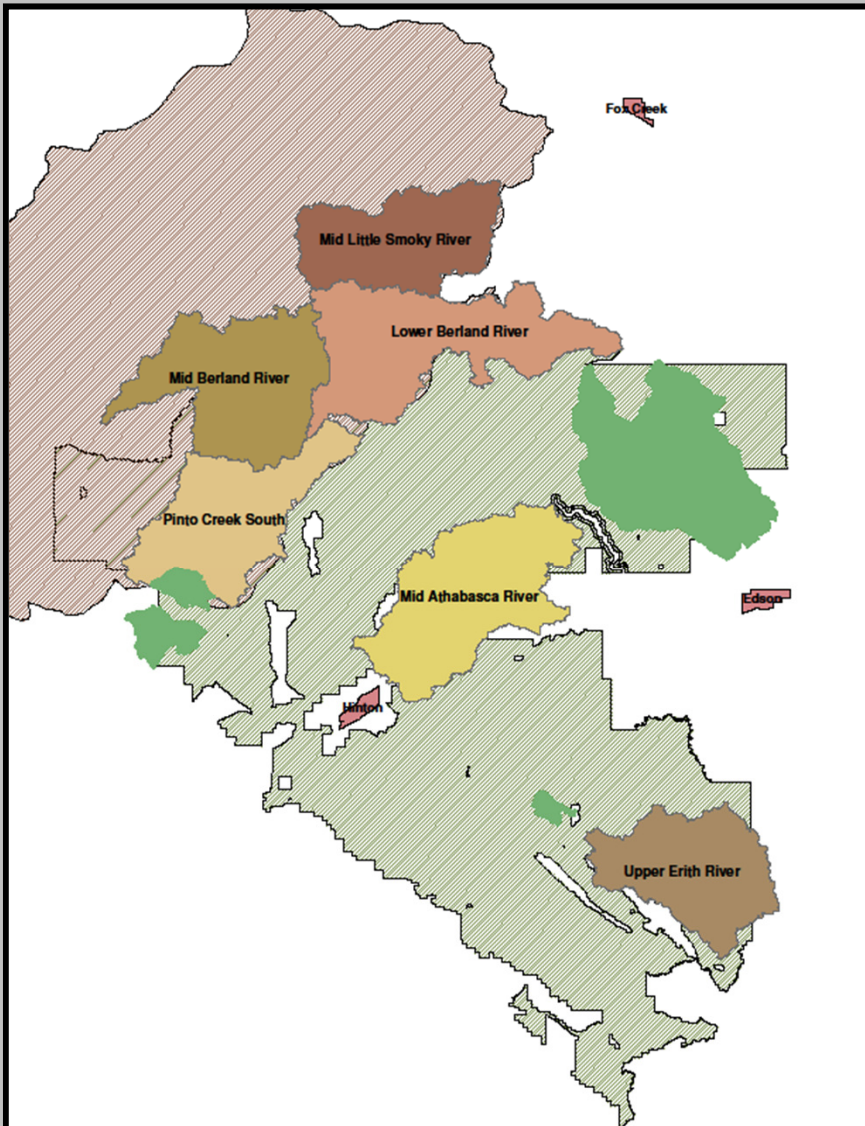 Fox Creek
Mid Little Smoky River
Lower Berland River
Mid Berland River
Pinto Creek South
Mid Athabasca River
Edson
Hinton
Upper Erith River